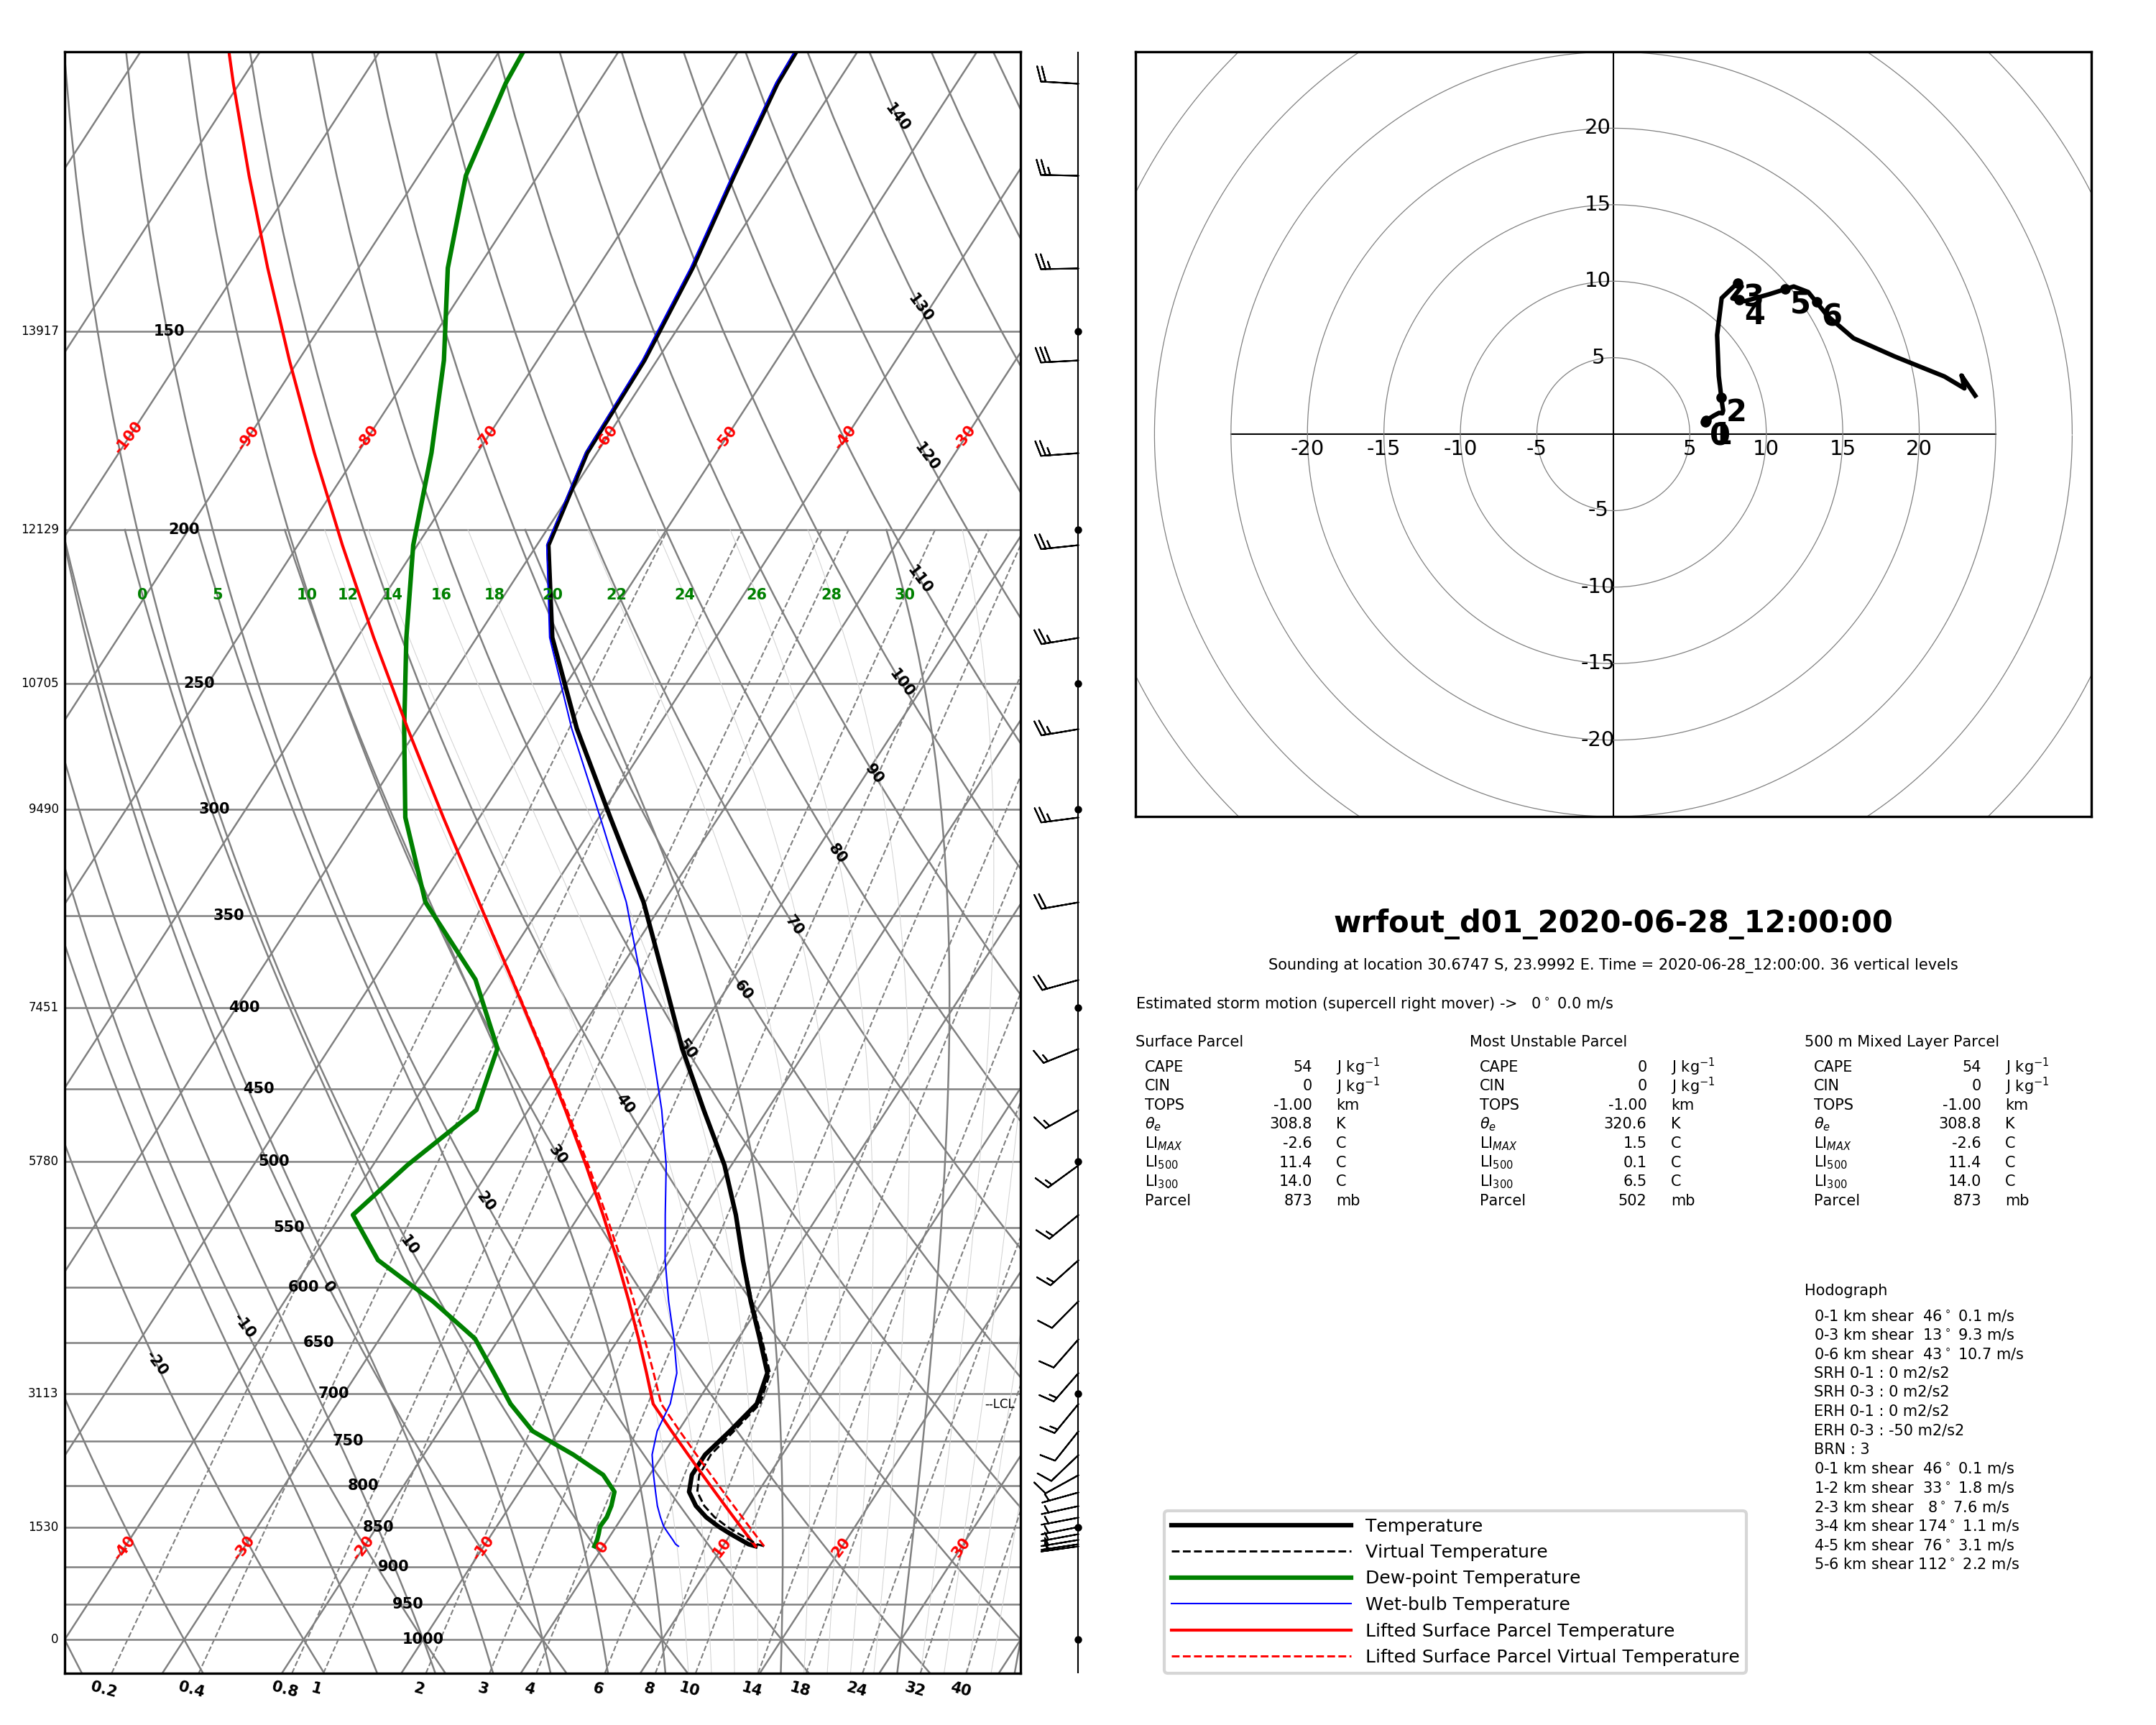 140
130
13917 150
-100 -90 -80 -70 -60 -50 -40 -30
120
12129 200
110
0 5 10 12 14 16 18 20 22 24 26 28 30
10705 250
100
90
9490 300
80
350
70
60
7451 400
50
40
450
30
5780 500
20
550
10
600 0
-10
650
-20
3113 700
--LCL
750
800
1530 850
-40 -30 -20 -10 0 10 20 30
900
950
0 1000
0.2 0.4 0.8 1 2 3 4 6 8 10 14 18 24 32 40
20
15
10
5
-20 -15 -10 -5 5 10 15 20
-5
-10
-15
-20
0 2 3 4 5 6
wrfout_d01_2020-06-28_12:00:00
Sounding at location 30.6747 S, 23.9992 E. Time = 2020-06-28_12:00:00. 36 vertical levels
Estimated storm motion (supercell right mover) -> 0° 0.0 m/s
Surface Parcel
CAPE 54 J kg⁻¹
CIN 0 J kg⁻¹
TOPS -1.00 km
θₑ 308.8 K
LI_MAX -2.6 C
LI₅₀₀ 11.4 C
LI₃₀₀ 14.0 C
Parcel 873 mb
Most Unstable Parcel
CAPE 0 J kg⁻¹
CIN 0 J kg⁻¹
TOPS -1.00 km
θₑ 320.6 K
LI_MAX 1.5 C
LI₅₀₀ 0.1 C
LI₃₀₀ 6.5 C
Parcel 502 mb
500 m Mixed Layer Parcel
CAPE 54 J kg⁻¹
CIN 0 J kg⁻¹
TOPS -1.00 km
θₑ 308.8 K
LI_MAX -2.6 C
LI₅₀₀ 11.4 C
LI₃₀₀ 14.0 C
Parcel 873 mb
Hodograph
0-1 km shear 46° 0.1 m/s
0-3 km shear 13° 9.3 m/s
0-6 km shear 43° 10.7 m/s
SRH 0-1 : 0 m2/s2
SRH 0-3 : 0 m2/s2
ERH 0-1 : 0 m2/s2
ERH 0-3 : -50 m2/s2
BRN : 3
0-1 km shear 46° 0.1 m/s
1-2 km shear 33° 1.8 m/s
2-3 km shear 8° 7.6 m/s
3-4 km shear 174° 1.1 m/s
4-5 km shear 76° 3.1 m/s
5-6 km shear 112° 2.2 m/s
Temperature
Virtual Temperature
Dew-point Temperature
Wet-bulb Temperature
Lifted Surface Parcel Temperature
Lifted Surface Parcel Virtual Temperature